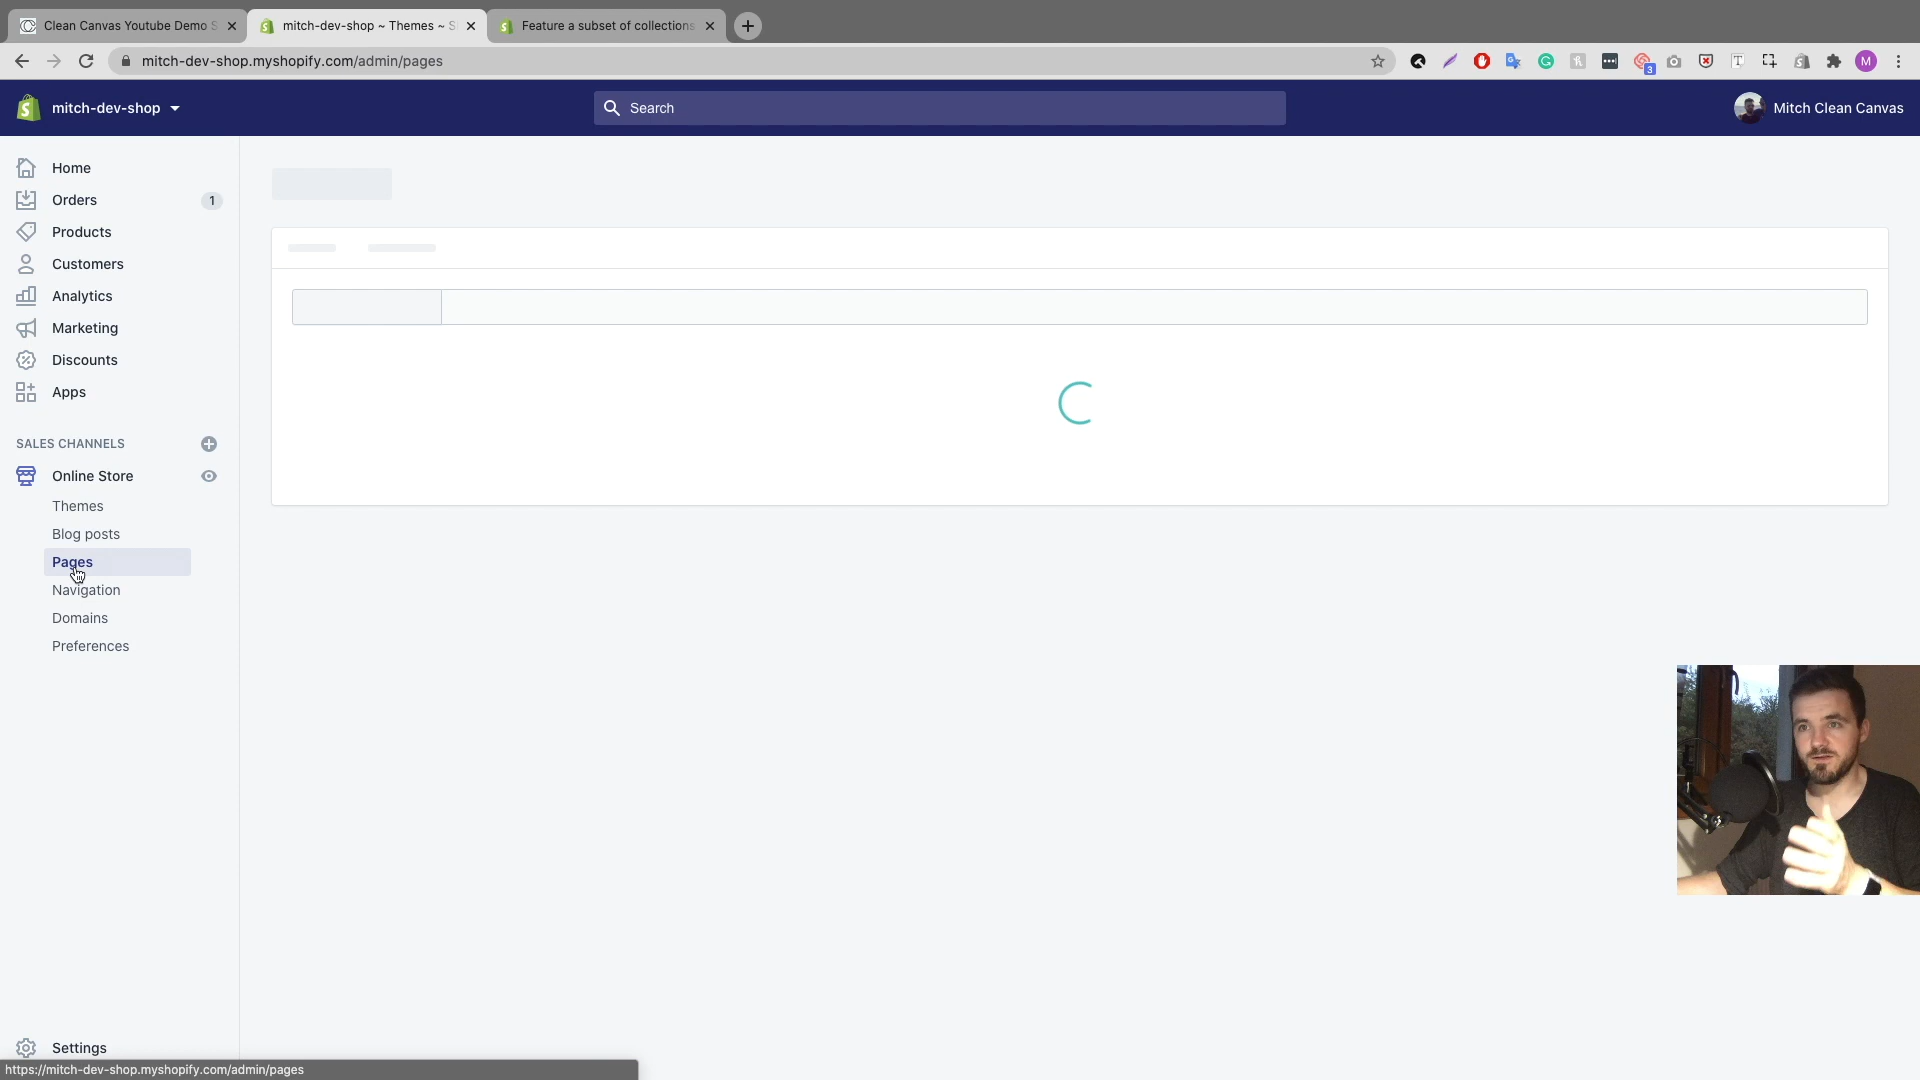 Clean Canvas Youtube Demo S
mitch-dev-shop ~ Themes ~ S
Feature a subset of collections
mitch-dev-shop.myshopify.com/admin/pages
3
T
M
mitch-dev-shop
Search
Mitch Clean Canvas
Home
Orders
1
Products
Customers
Analytics
Marketing
Discounts
Apps
SALES CHANNELS
Online Store
Themes
Blog posts
Pages
Navigation
Domains
Preferences
Settings
https://mitch-dev-shop.myshopify.com/admin/pages